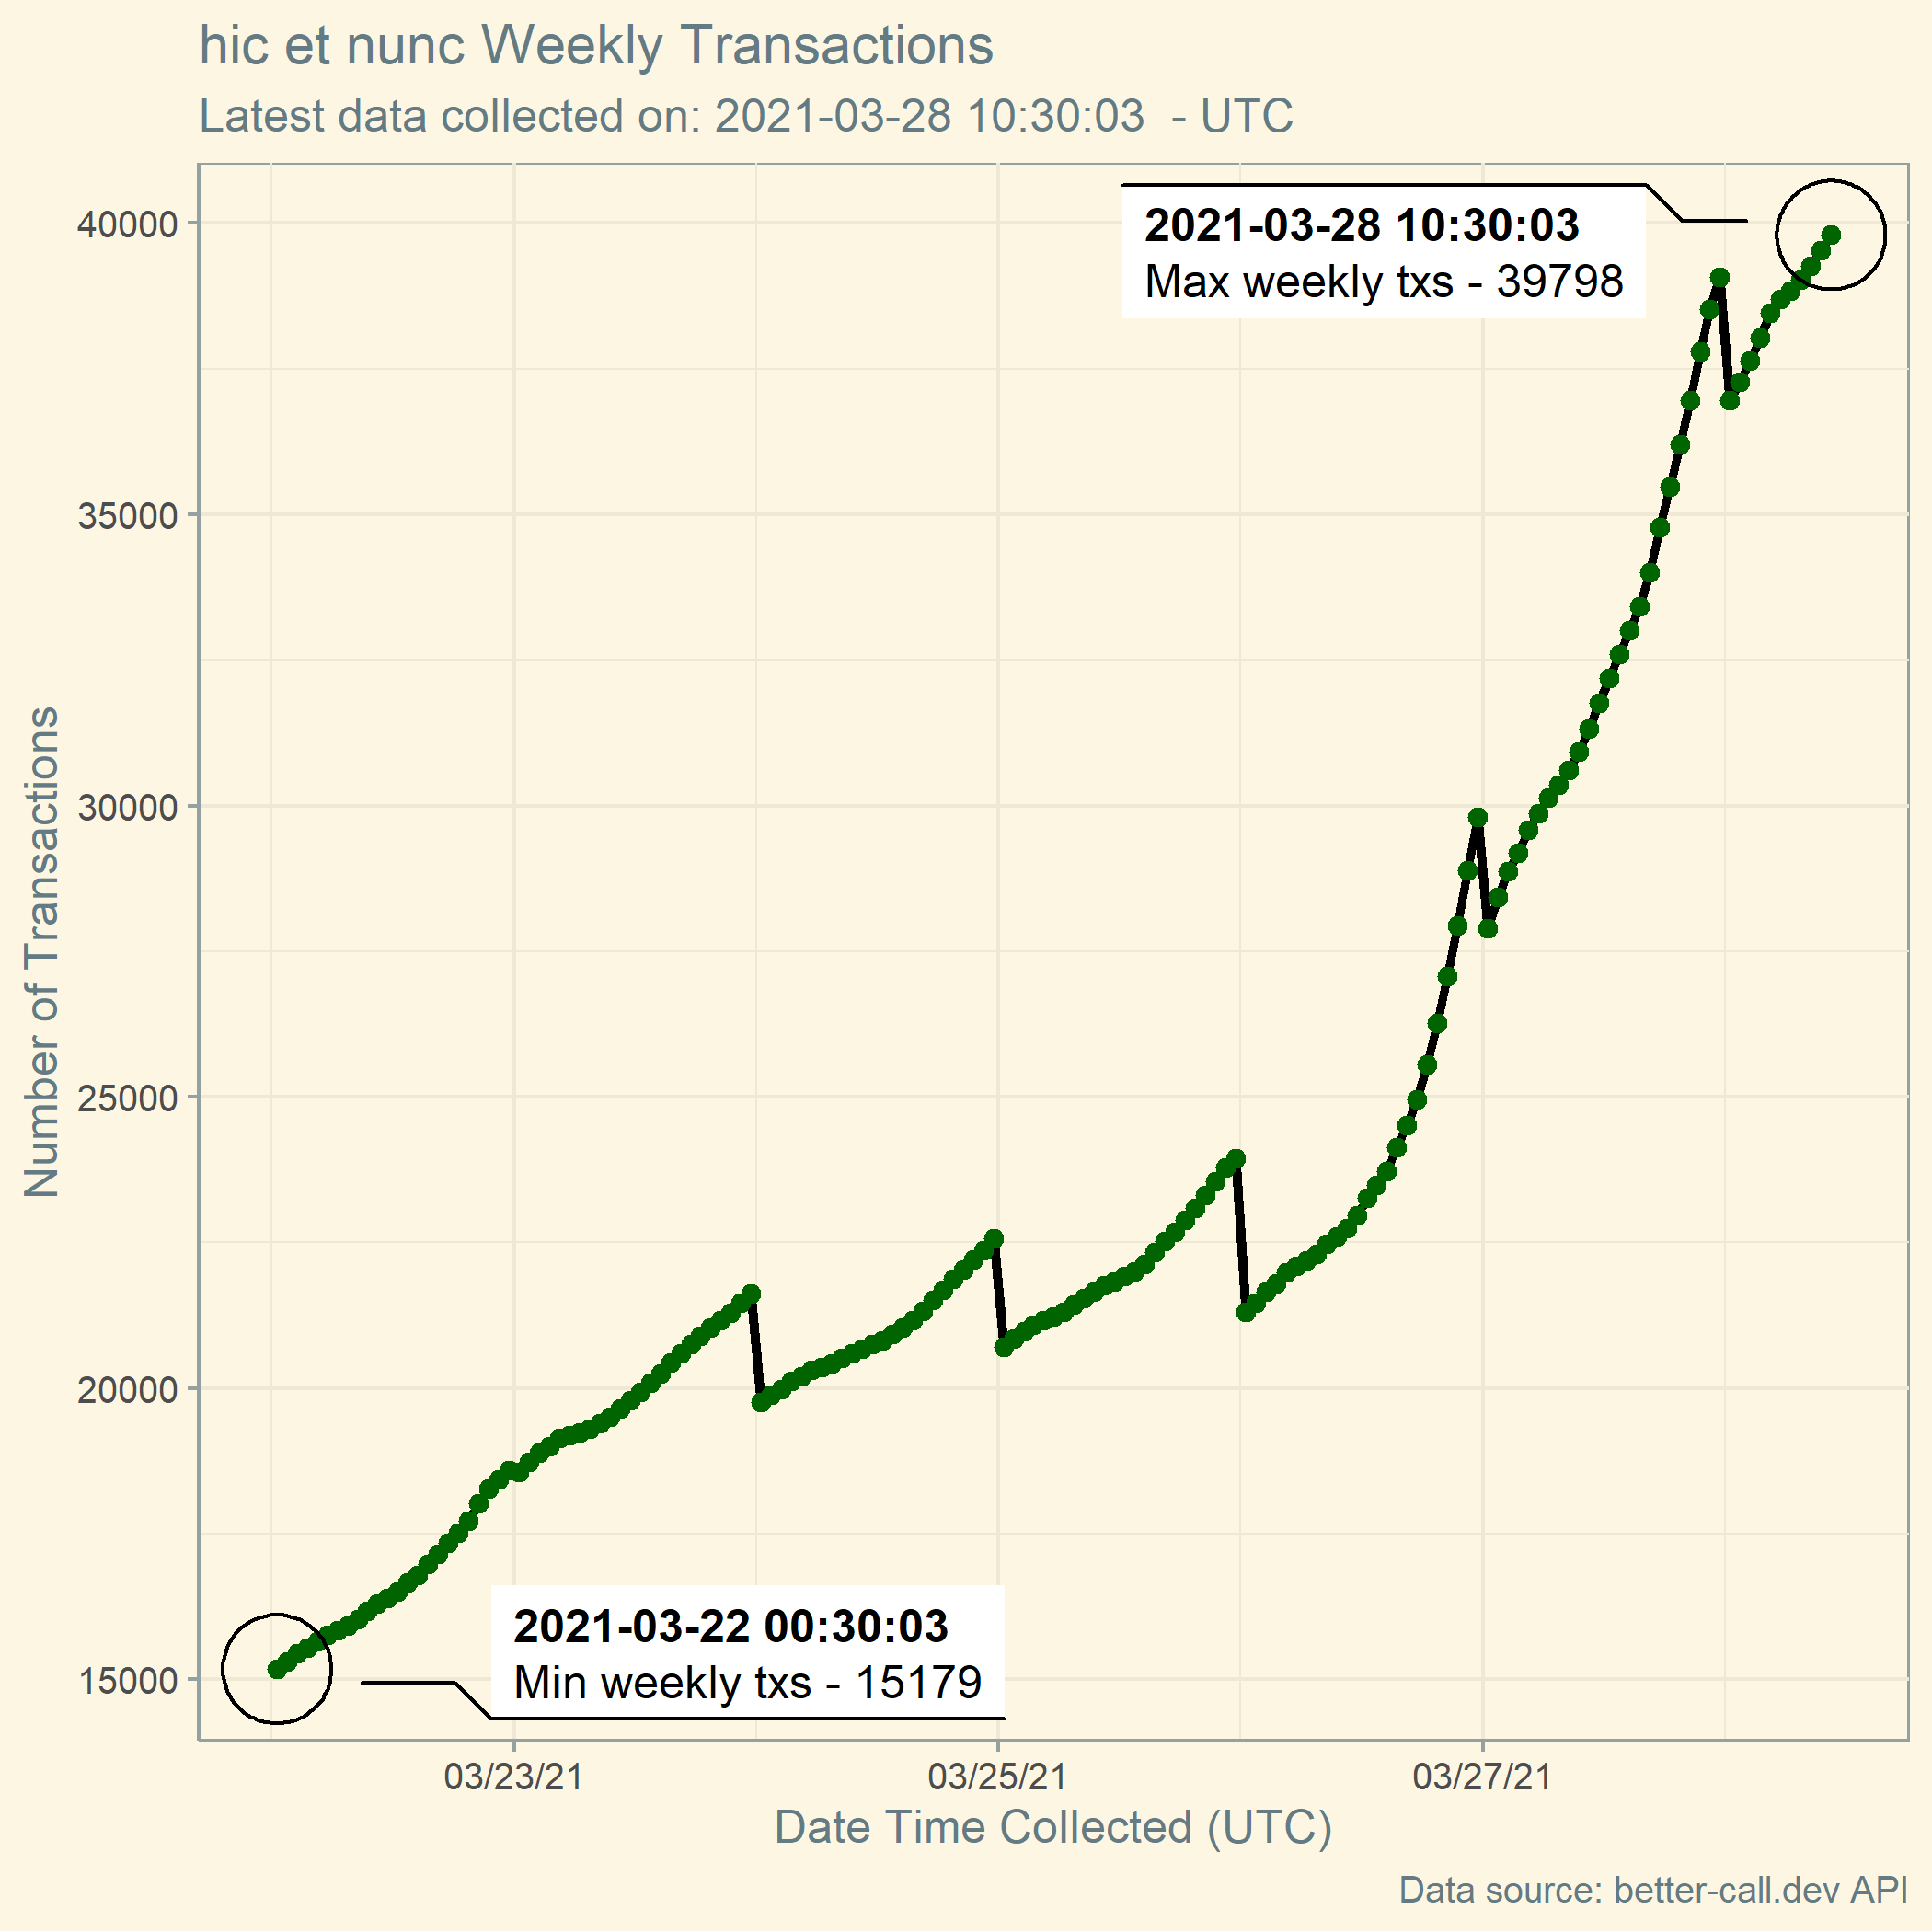 hic et nunc Weekly Transactions
Latest data collected on: 2021-03-28 10:30:03 - UTC
40000
35000
30000
25000
20000
15000
Number of Transactions
2021-03-28 10:30:03
Max weekly txs - 39798
2021-03-22 00:30:03
Min weekly txs - 15179
03/23/21
03/25/21
03/27/21
Date Time Collected (UTC)
Data source: better-call.dev API